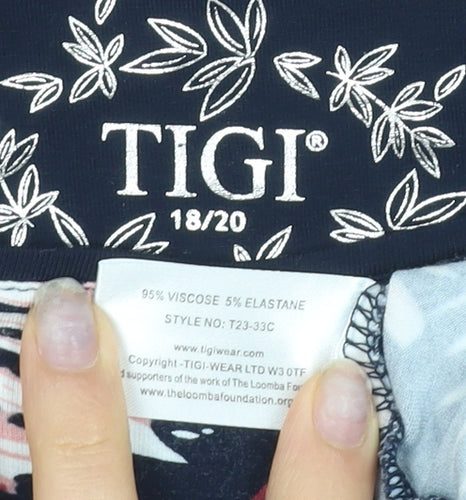 TIGI®
18/20
95% VISCOSE 5% ELASTANE
STYLE NO: T23-33C
www.tigiwear.com
Copyright -TIGI-WEAR LTD W3 0TF
supporters of the work of The Loomba
www.theloombafoundation.org